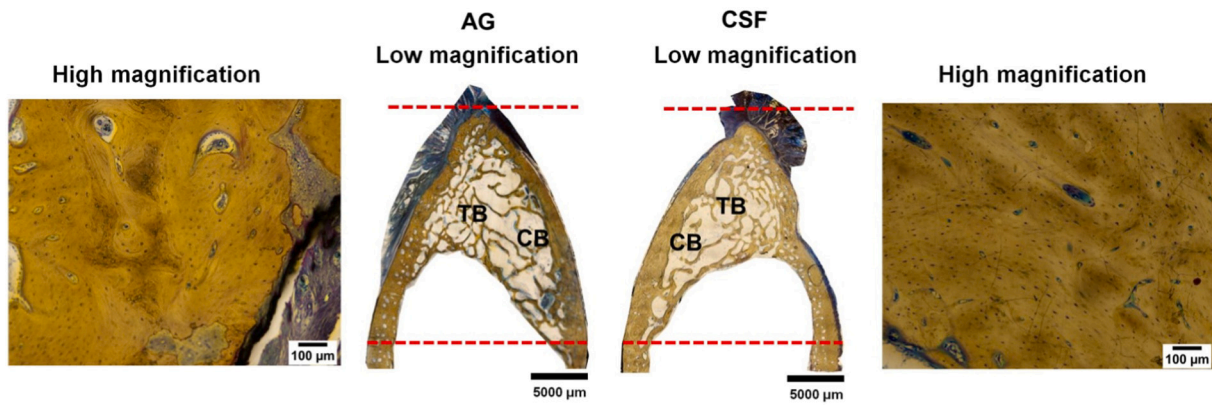 AG
CSF
Low magnification
Low magnification
High magnification
High magnification
TB
CB
TB
CB
100 µm
5000 µm
5000 µm
100 µm